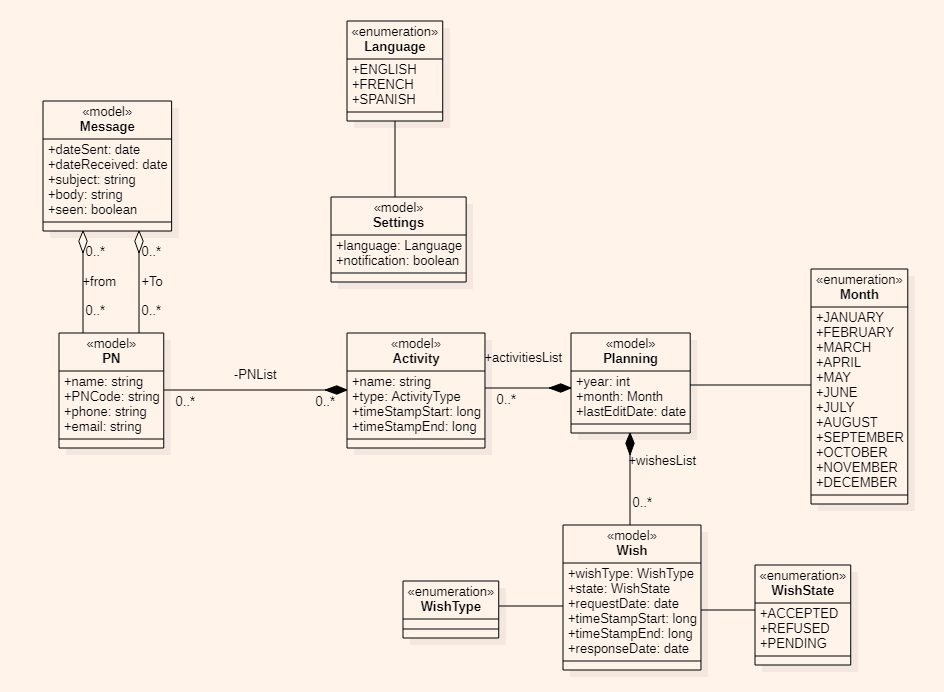 «enumeration»
Language
+ENGLISH
+FRENCH
+SPANISH
«model»
Message
+dateSent: date
+dateReceived: date
+subject: string
+body: string
+seen: boolean
«model»
Settings
+language: Language
+notification: boolean
0..*
0..*
+from
+To
0..*
0..*
«enumeration»
Month
+JANUARY
+FEBRUARY
+MARCH
+APRIL
+MAY
+JUNE
+JULY
+AUGUST
+SEPTEMBER
+OCTOBER
+NOVEMBER
+DECEMBER
«model»
PN
+name: string
+PNCode: string
+phone: string
+email: string
-PNList
0..*
0..*
«model»
Activity
+name: string
+type: ActivityType
+timeStampStart: long
+timeStampEnd: long
+activitiesList
0..*
«model»
Planning
+year: int
+month: Month
+lastEditDate: date
+wishesList
0..*
«model»
Wish
+wishType: WishType
+state: WishState
+requestDate: date
+timeStampStart: long
+timeStampEnd: long
+responseDate: date
«enumeration»
WishType
«enumeration»
WishState
+ACCEPTED
+REFUSED
+PENDING